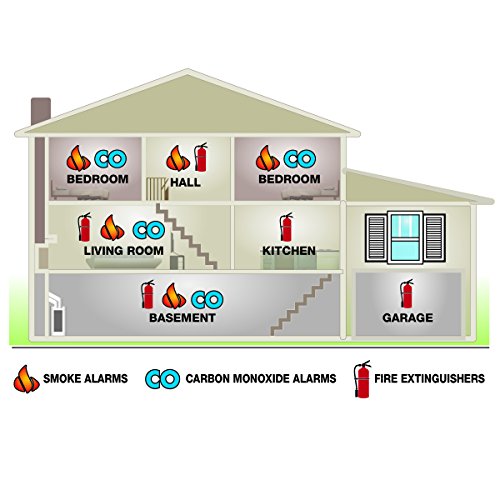 CO
BEDROOM
HALL
CO
BEDROOM
CO
LIVING ROOM
KITCHEN
CO
BASEMENT
GARAGE
SMOKE ALARMS
CO CARBON MONOXIDE ALARMS
FIRE EXTINGUISHERS